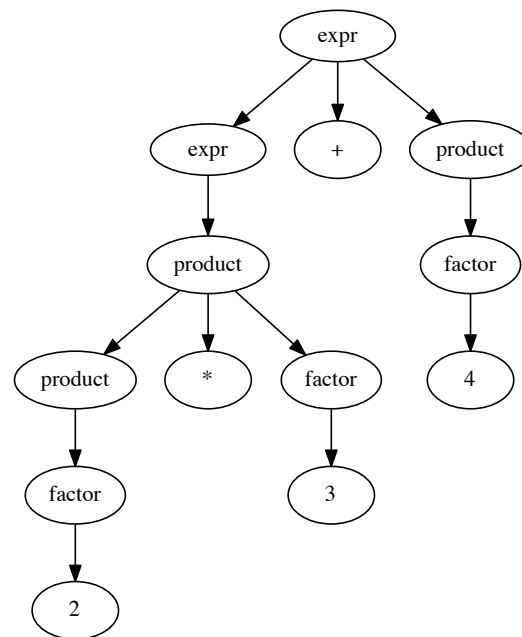 expr
expr
+
product
product
factor
product
*
factor
4
factor
3
2